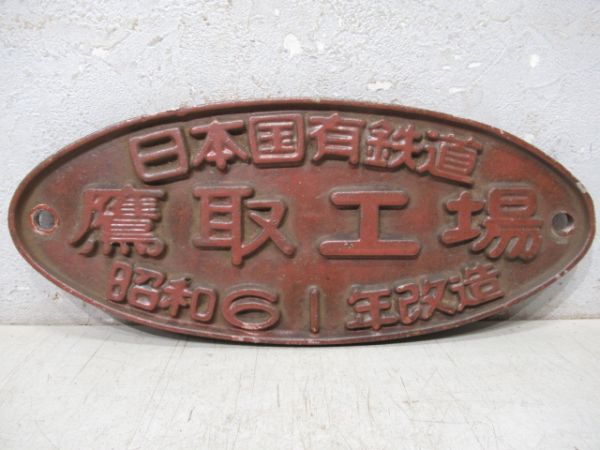 日本国有鉄道
鷹取工場
昭和61年改造